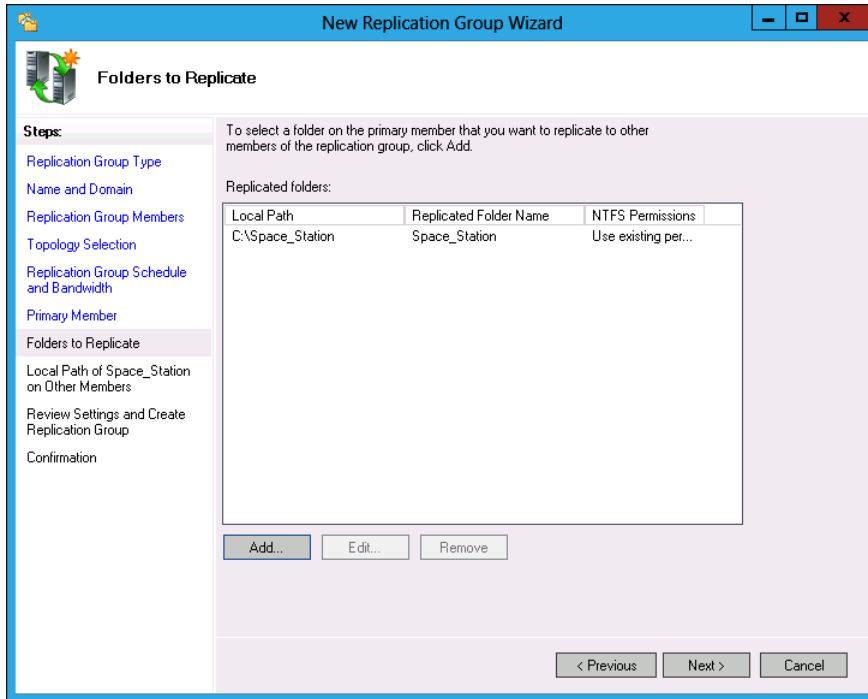 New Replication Group Wizard
Folders to Replicate
Steps:
Replication Group Type
Name and Domain
Replication Group Members
Topology Selection
Replication Group Schedule
and Bandwidth
Primary Member
Folders to Replicate
Local Path of Space_Station
on Other Members
Review Settings and Create
Replication Group
Confirmation
To select a folder on the primary member that you want to replicate to other
members of the replication group, click Add.
Replicated folders:
Local Path Replicated Folder Name NTFS Permissions
C:\Space_Station Space_Station Use existing per...
Add... Edit... Remove
< Previous Next > Cancel